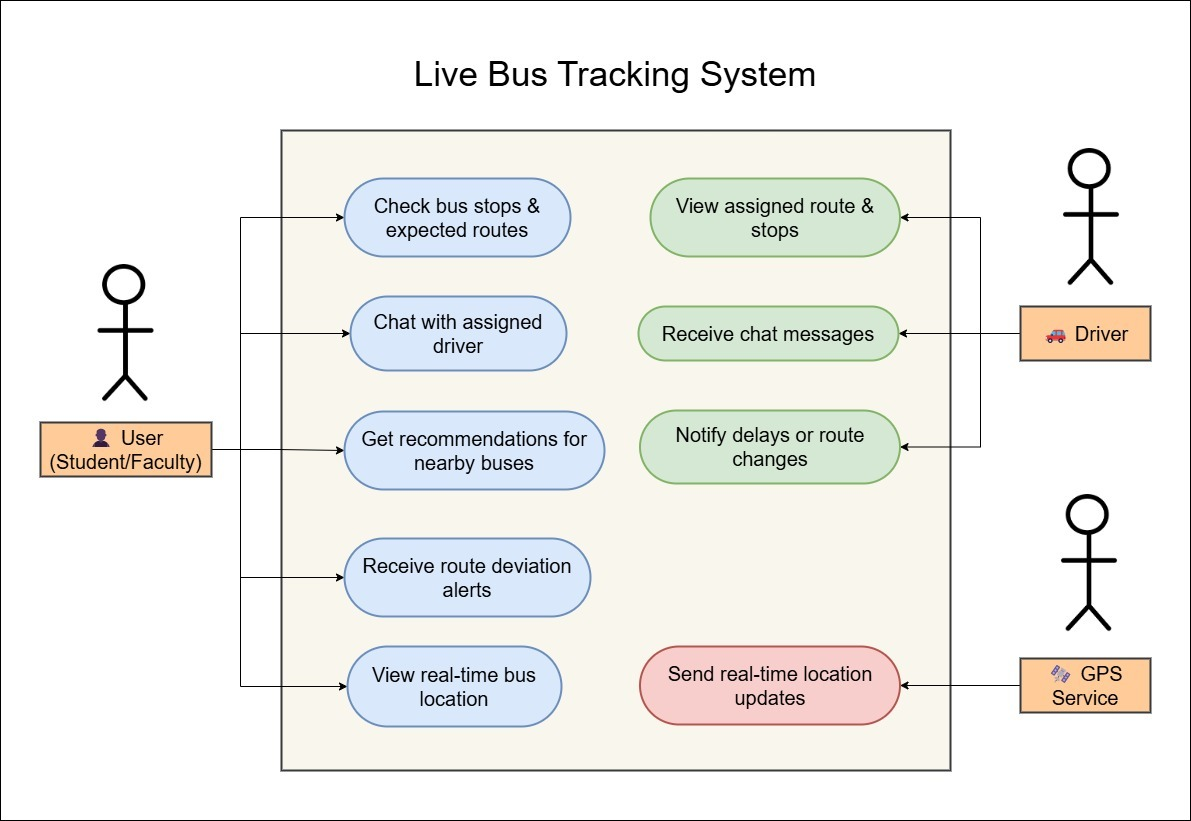 Live Bus Tracking System
Check bus stops &
expected routes
Chat with assigned
driver
Get recommendations for
nearby buses
Receive route deviation
alerts
View real-time bus
location
View assigned route &
stops
Receive chat messages
Notify delays or route
changes
Send real-time location
updates
User
(Student/Faculty)
Driver
GPS
Service